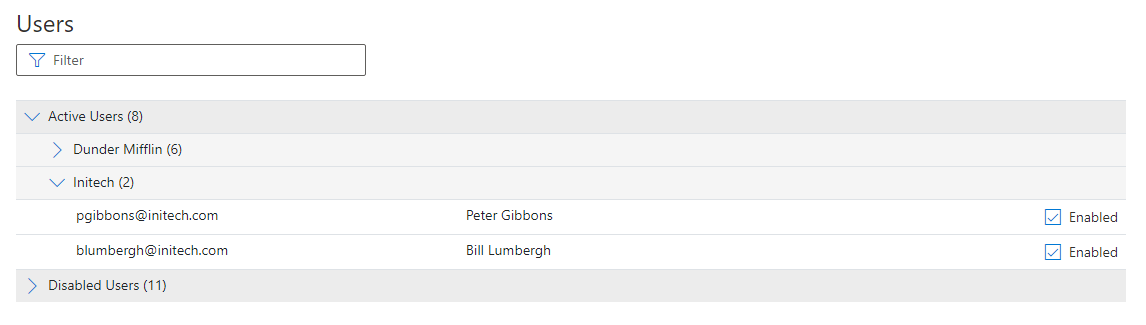 Users
Filter
Active Users (8)
Dunder Mifflin (6)
Initech (2)
pgibbons@initech.com Peter Gibbons Enabled
blumbergh@initech.com Bill Lumbergh Enabled
Disabled Users (11)